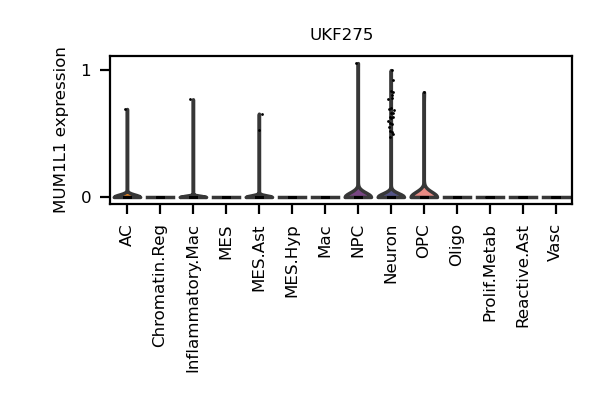 UKF275
MUM1L1 expression
1
0
AC
Chromatin.Reg
Inflammatory.Mac
MES
MES.Ast
MES.Hyp
Mac
NPC
Neuron
OPC
Oligo
Prolif.Metab
Reactive.Ast
Vasc